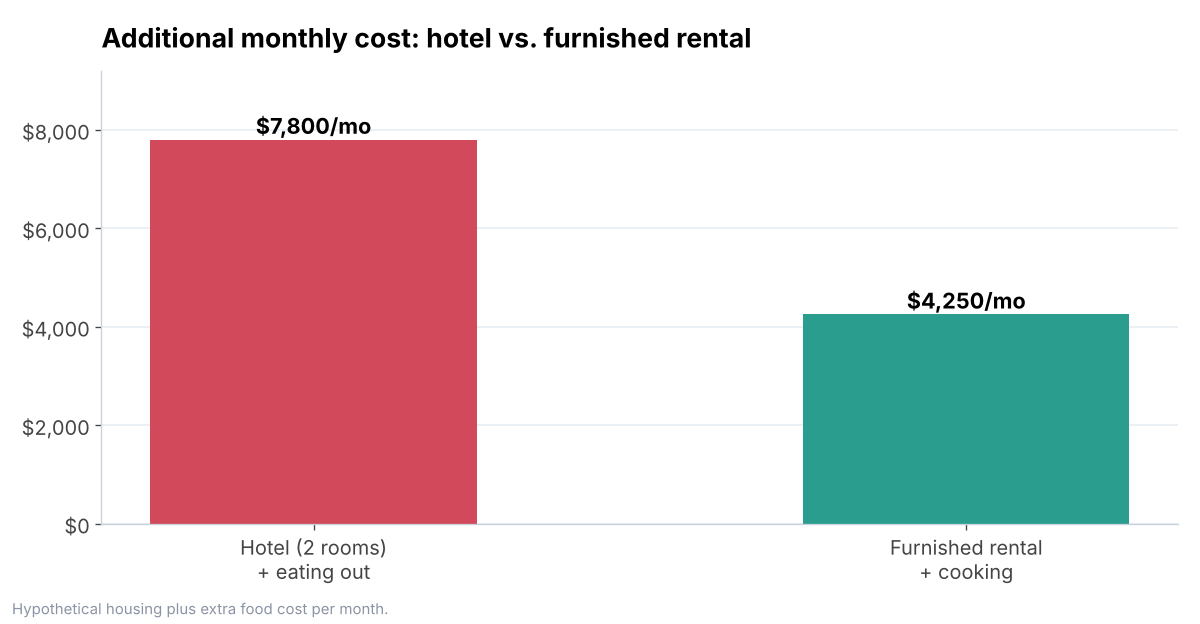 Additional monthly cost: hotel vs. furnished rental
$8,000
$6,000
$4,000
$2,000
$0
$7,800/mo
$4,250/mo
Hotel (2 rooms)
+ eating out
Furnished rental
+ cooking
Hypothetical housing plus extra food cost per month.